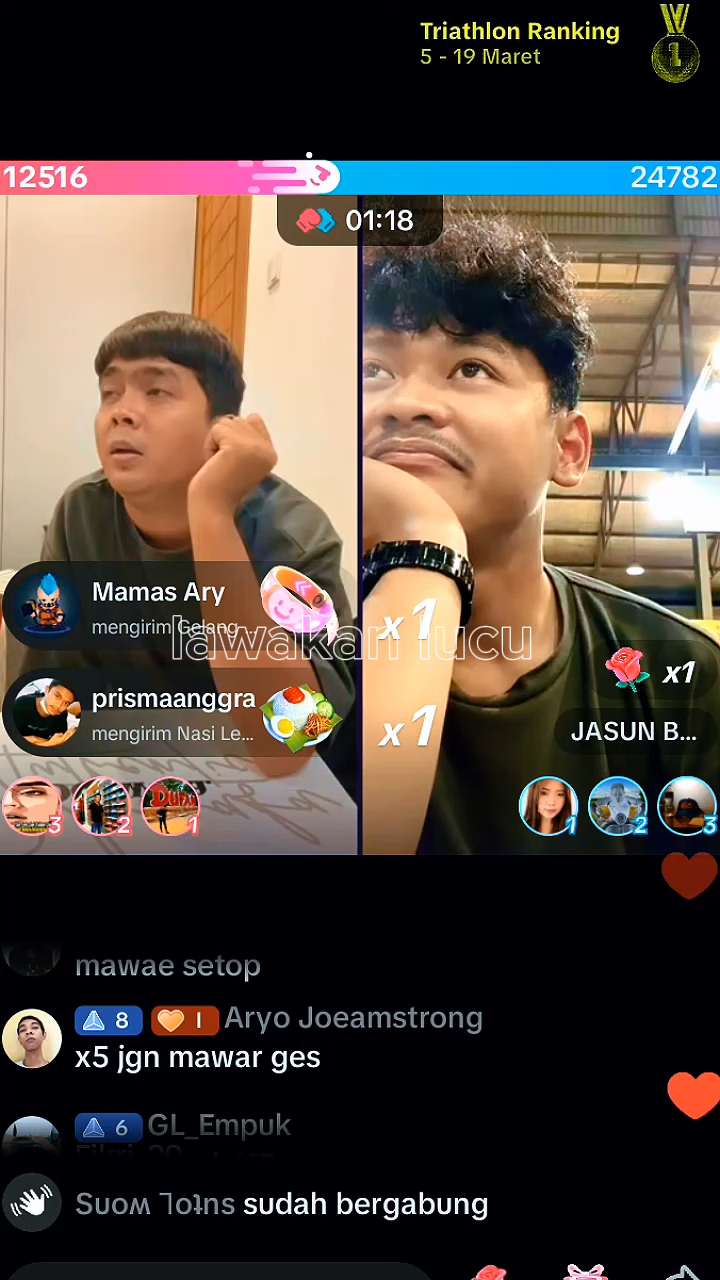 Triathlon Ranking
5 - 19 Maret
1
12516
24782
01:18
Mamas Ary
mengirim Gelang
x1
lawakan lucu
x1
prismaanggra
mengirim Nasi Le...
x1
JASUN B...
3
2
1
1
2
3
mawae setop
8 I Aryo Joeamstrong
x5 jgn mawar ges
6 GL_Empuk
sudah bergabung